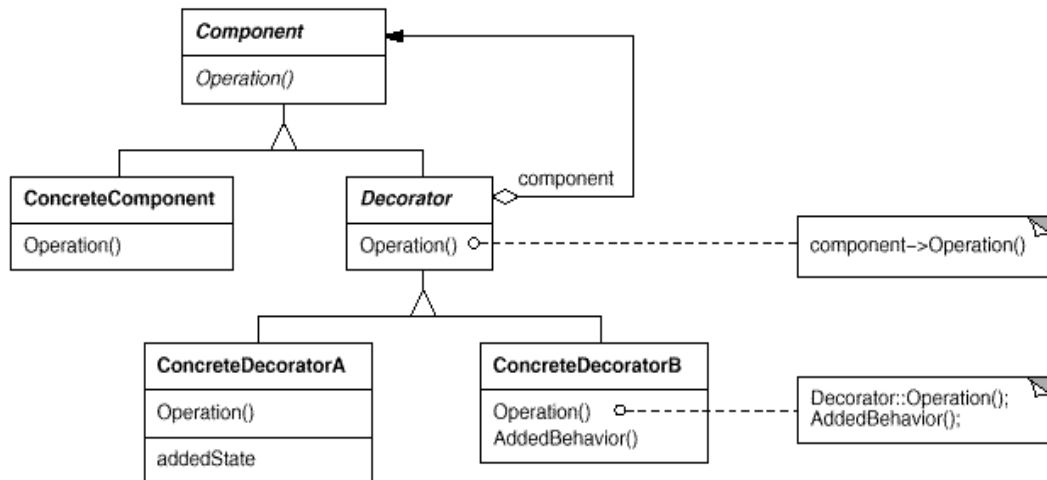 Component
Operation()
component
ConcreteComponent
Operation()
Decorator
Operation()
component–>Operation()
ConcreteDecoratorA
Operation()
addedState
ConcreteDecoratorB
Operation()
AddedBehavior()
Decorator::Operation();
AddedBehavior();